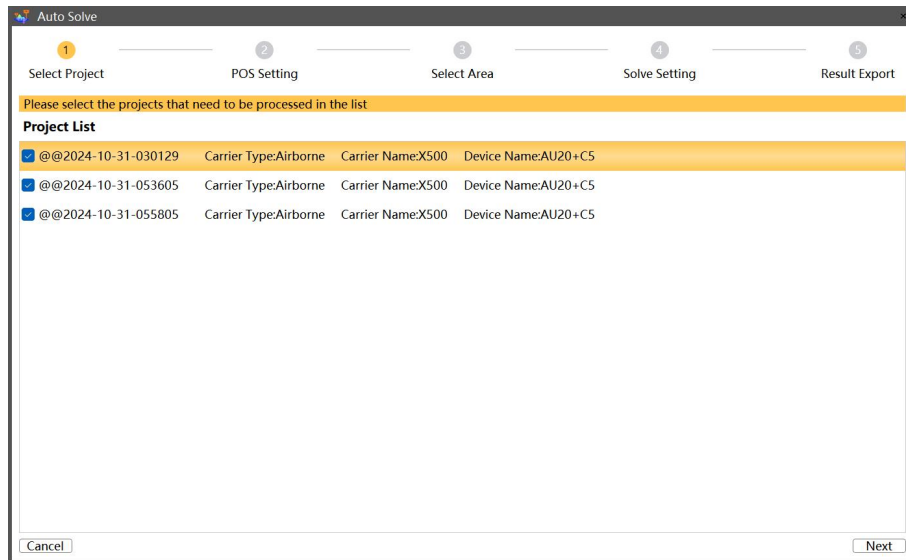 Auto Solve
1 2 3 4 5
Select Project POS Setting Select Area Solve Setting Result Export
Please select the projects that need to be processed in the list
Project List
@@2024-10-31-030129 Carrier Type:Airborne Carrier Name:X500 Device Name:AU20+C5
@@2024-10-31-053605 Carrier Type:Airborne Carrier Name:X500 Device Name:AU20+C5
@@2024-10-31-055805 Carrier Type:Airborne Carrier Name:X500 Device Name:AU20+C5
Cancel Next